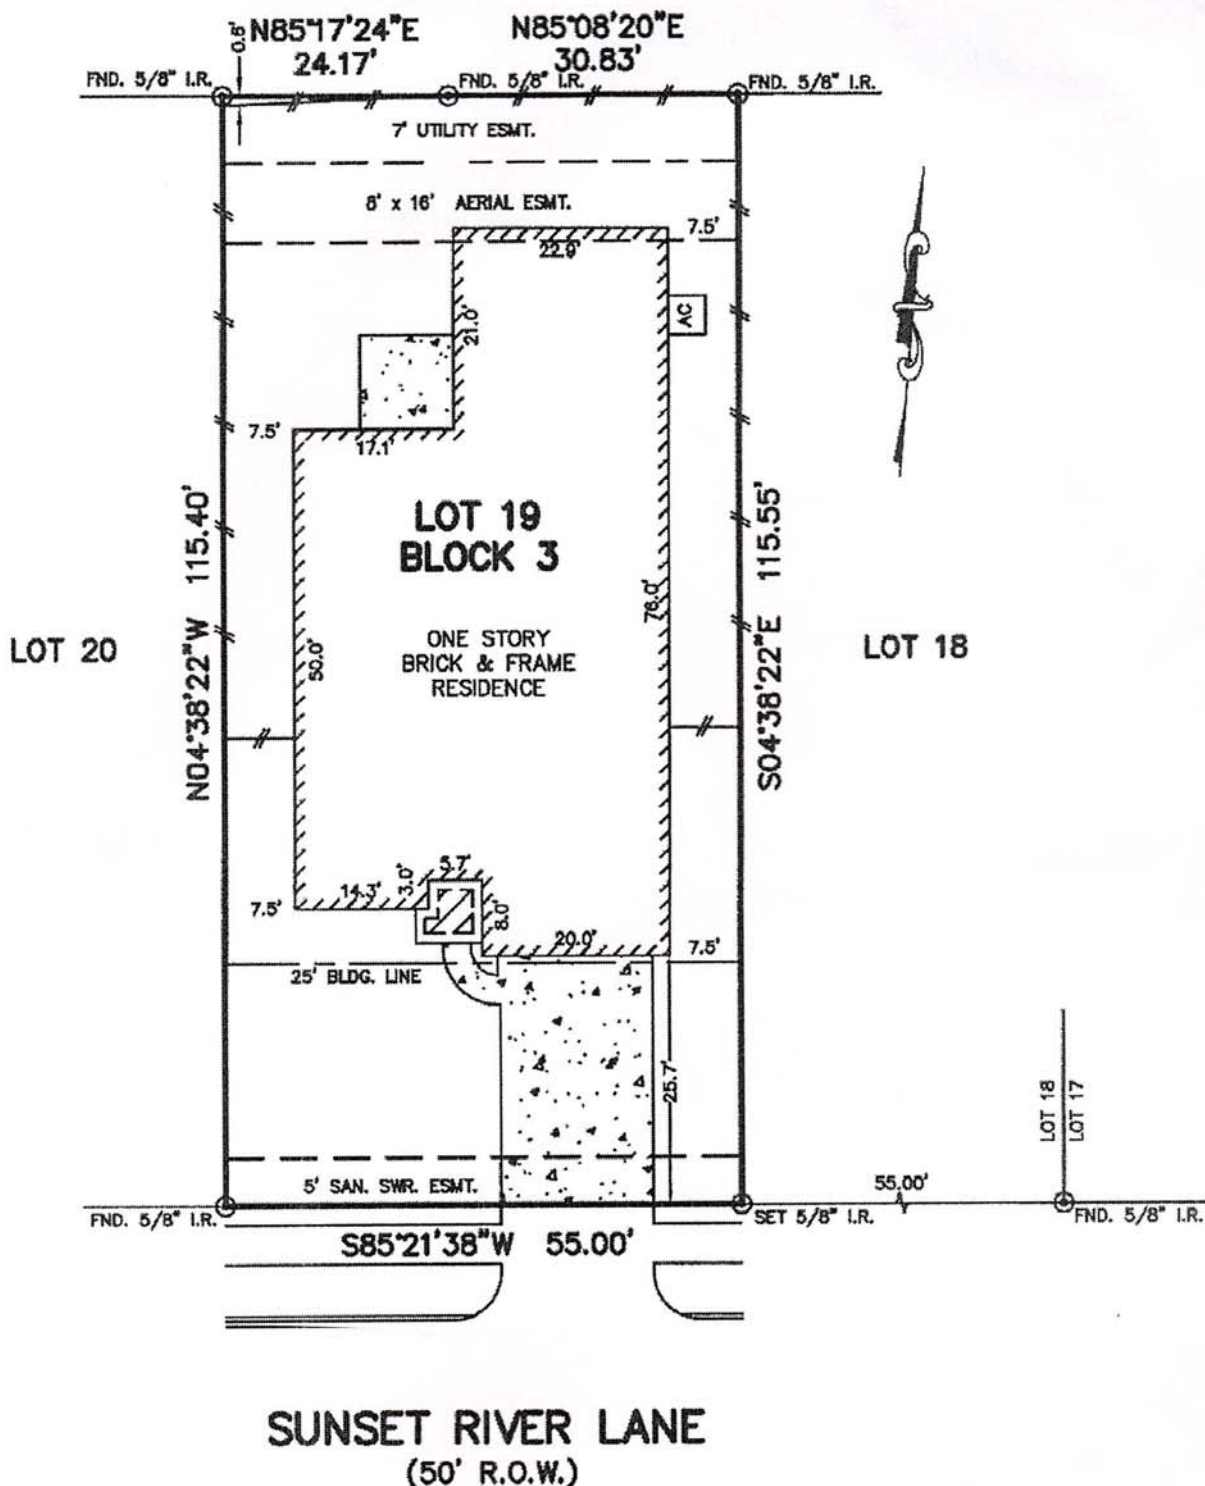 N85°17'24"E
24.17'
N85°08'20"E
30.83'
0.6'
FND. 5/8" I.R.
FND. 5/8" I.R.
FND. 5/8" I.R.
7' UTILITY ESMT.
8' x 16' AERIAL ESMT.
7.5'
22.9'
AC
21.0'
7.5'
17.1'
N04°38'22"W 115.40'
LOT 19
BLOCK 3
S04°38'22"E 115.55'
76.0'
LOT 20
50.0'
ONE STORY
BRICK & FRAME
RESIDENCE
LOT 18
5.7'
14.3'
3.0'
7.5'
8.0'
20.0'
7.5'
25' BLDG. LINE
25.7'
LOT 18
LOT 17
5' SAN. SWR. ESMT.
55.00'
FND. 5/8" I.R.
SET 5/8" I.R.
FND. 5/8" I.R.
S85°21'38"W 55.00'
SUNSET RIVER LANE
(50' R.O.W.)